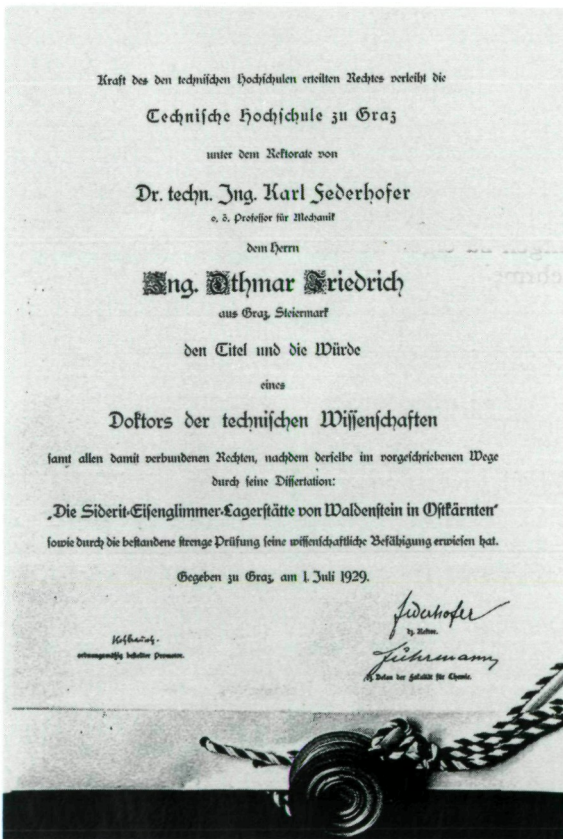 Kraft des den technischen Hochschulen erteilten Rechtes verleiht die
Technische Hochschule zu Graz
unter dem Rektorate von
Dr. techn. Ing. Karl Federhofer
o. ö. Professor für Mechanik
dem Herrn
Ing. Othmar Friedrich
aus Graz, Steiermark
den Titel und die Würde
eines
Doktors der technischen Wissenschaften
samt allen damit verbundenen Rechten, nachdem derselbe im vorgeschriebenen Wege
durch seine Dissertation:
„Die Siderit-Eisenglimmer-Lagerstätte von Waldenstein in Ostkärnten“
sowie durch die bestandene strenge Prüfung seine wissenschaftliche Befähigung erwiesen hat.
Gegeben zu Graz, am 1. Juli 1929.
Federhofer
dz. Rektor.
ordnungsmäßig bestellter Promotor.
Fuhrmann
dz. Dekan der Fakultät für Chemie.